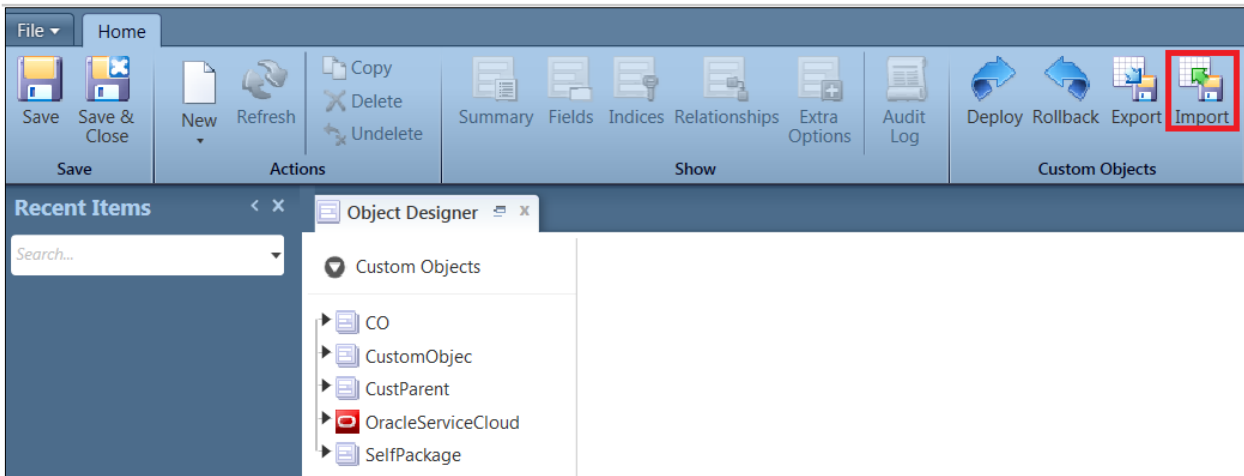 File Home
Save Save & Close New Refresh Copy Delete Undelete Summary Fields Indices Relationships Extra Options Audit Log Deploy Rollback Export Import
Save Actions Show Custom Objects
Recent Items Object Designer
Search...
Custom Objects
CO
CustomObjec
CustParent
OracleServiceCloud
SelfPackage